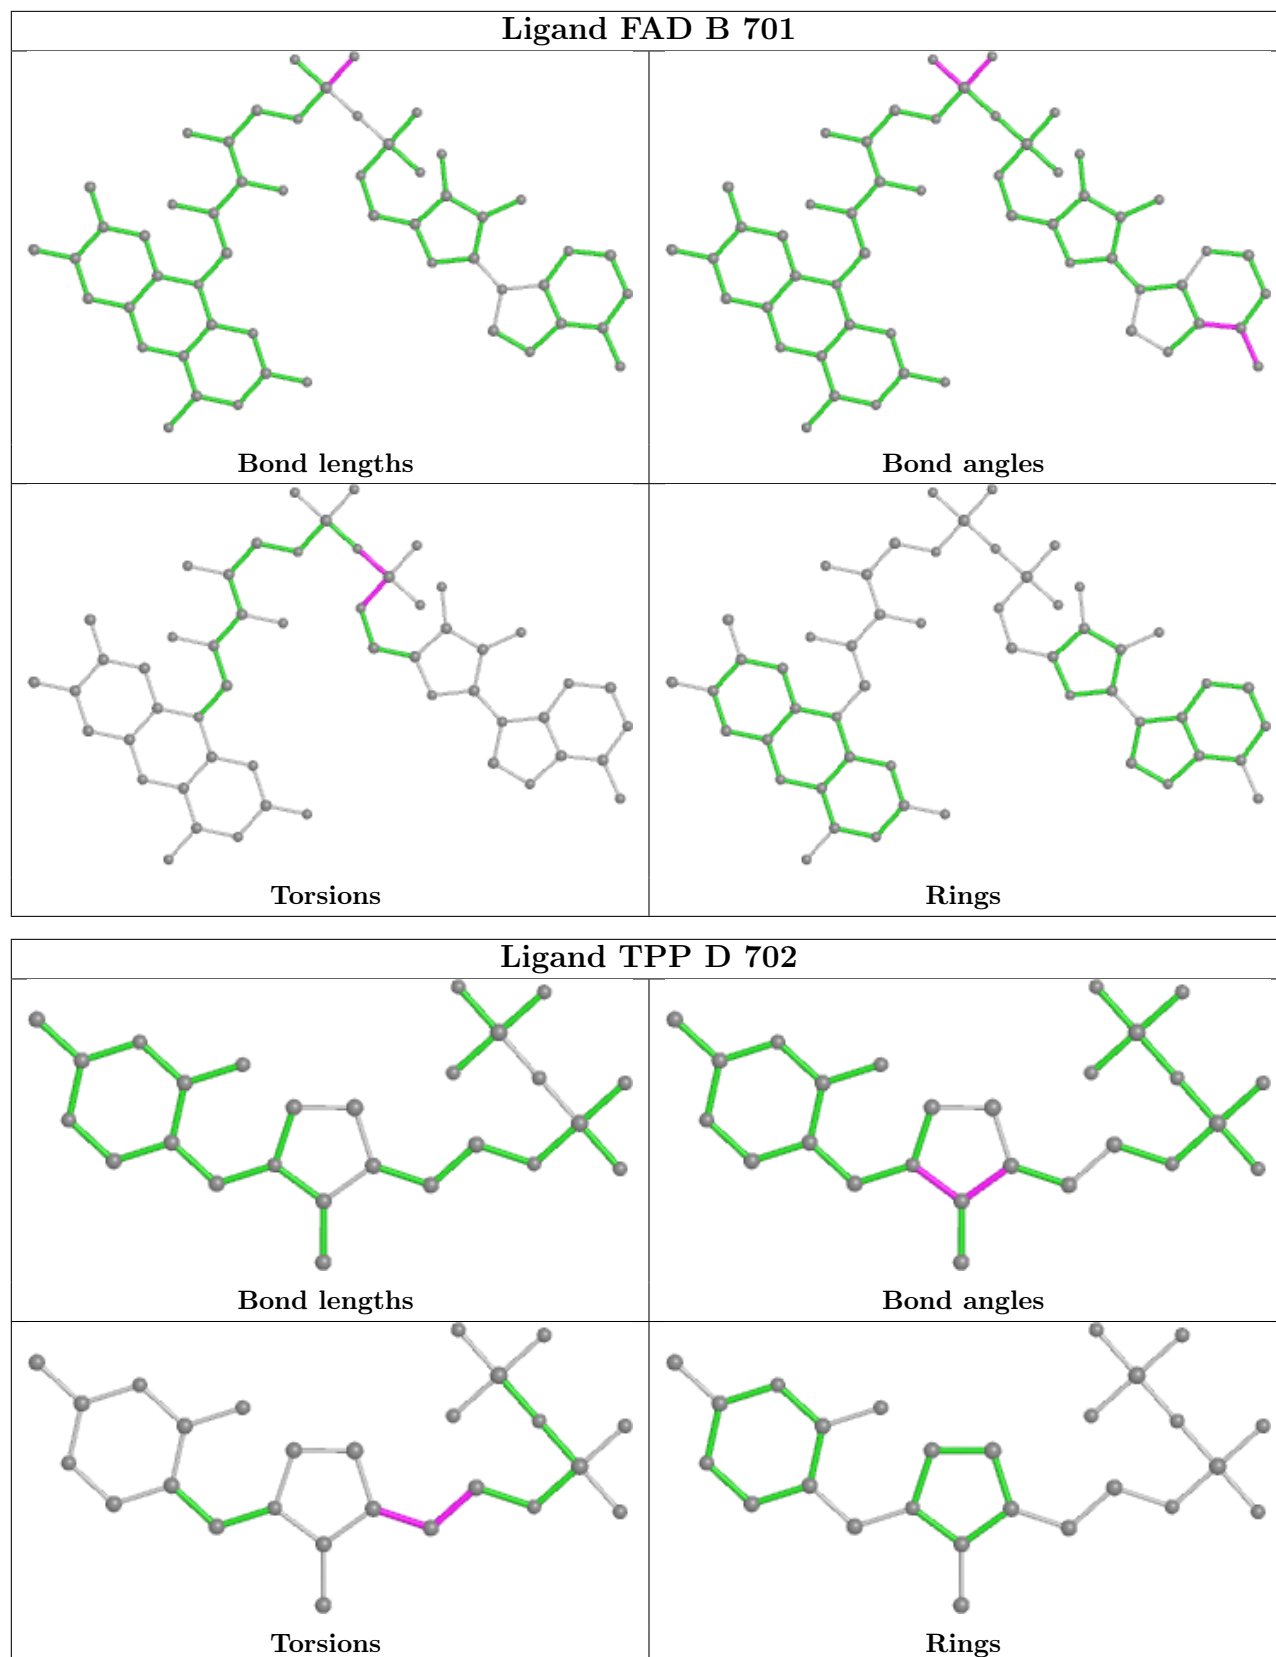 Ligand FAD B 701
Bond lengths
Bond angles
Torsions
Rings
Ligand TPP D 702
Bond lengths
Bond angles
Torsions
Rings